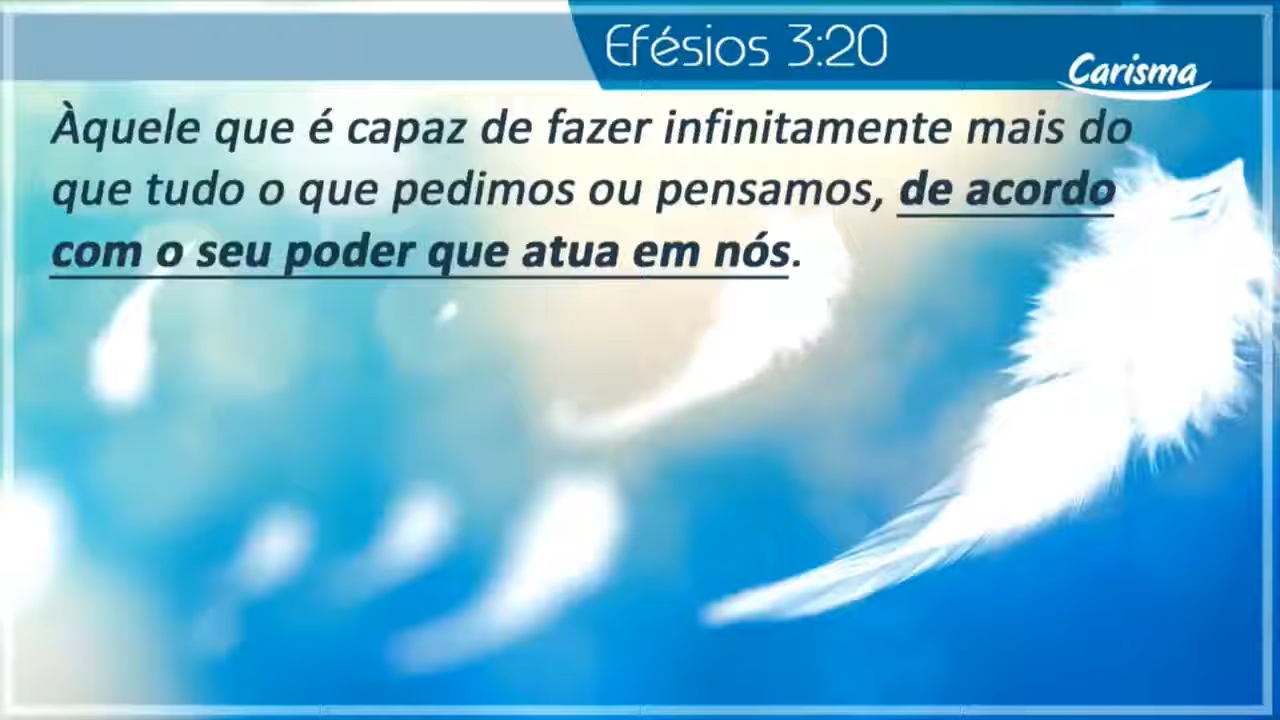 Efésios 3:20
Carisma
Àquele que é capaz de fazer infinitamente mais do
que tudo o que pedimos ou pensamos, de acordo
com o seu poder que atua em nós.